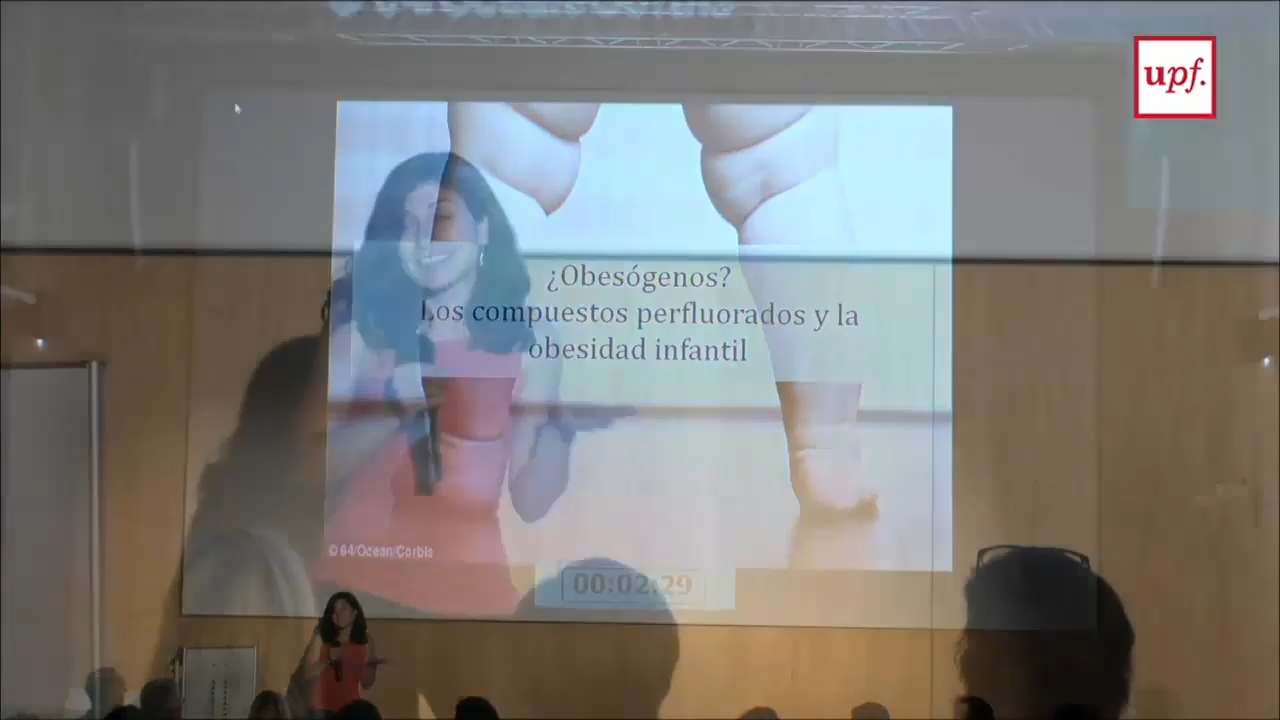 upf.
¿Obesógenos?
Los compuestos perfluorados y la
obesidad infantil
© 64/Ocean/Corbis
00:02:29